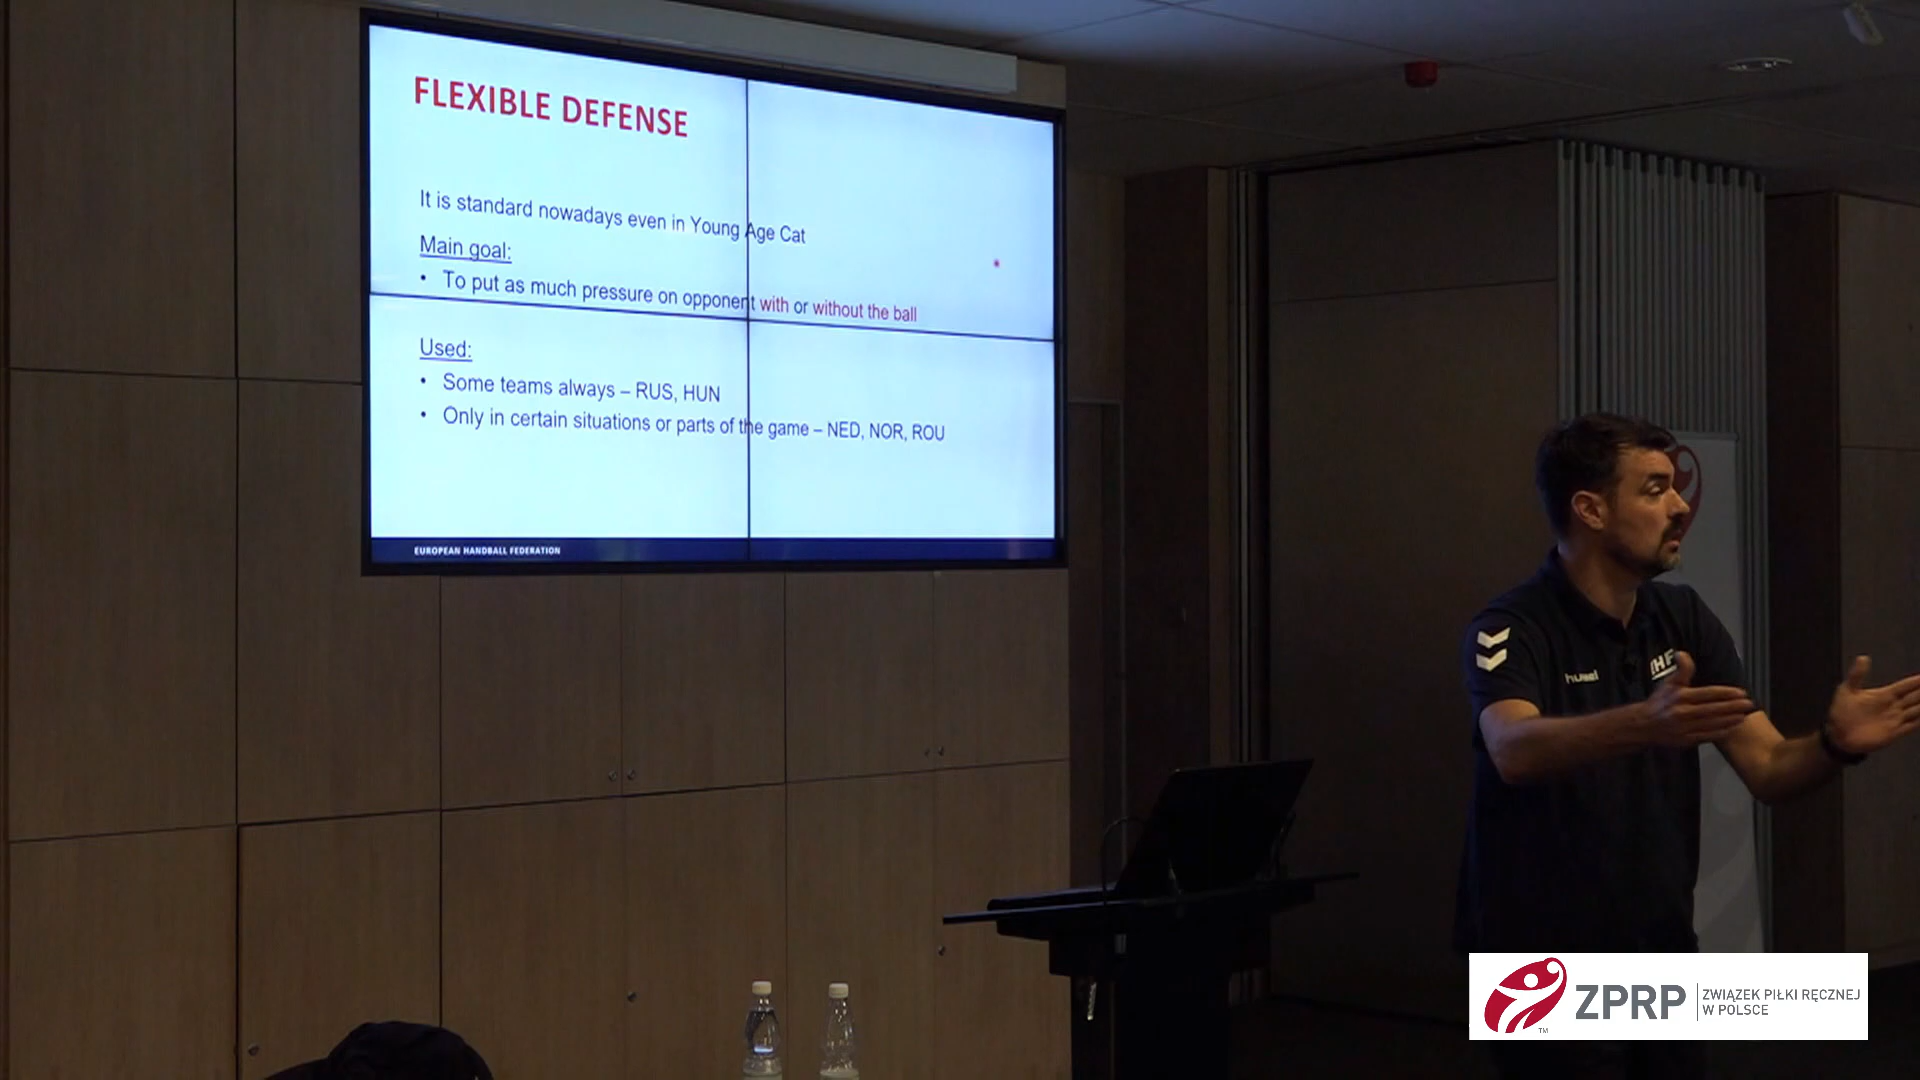 FLEXIBLE DEFENSE
It is standard nowadays even in Young Age Cat
Main goal:
• To put as much pressure on opponent with or without the ball
Used:
• Some teams always – RUS, HUN
• Only in certain situations or parts of the game – NED, NOR, ROU
EUROPEAN HANDBALL FEDERATION
hummel
ZPRP
ZWIĄZEK PIŁKI RĘCZNEJ
W POLSCE
TM